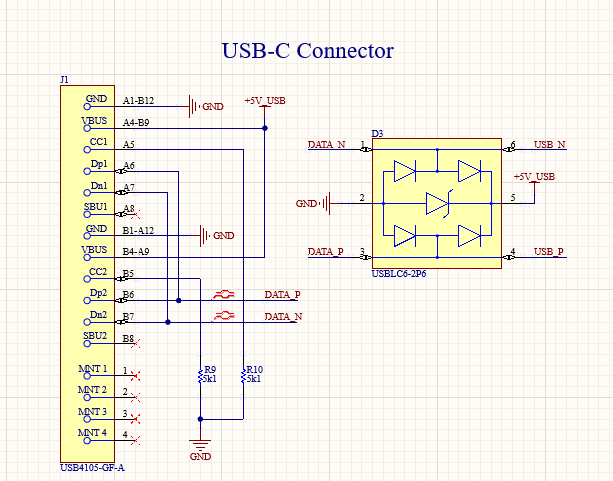 USB-C Connector
J1
GND A1-B12 GND +5V_USB
VBUS A4-B9
CC1 A5
Dp1 A6
Dn1 A7
SBU1 A8
GND B1-A12 GND
VBUS B4-A9
CC2 B5
Dp2 B6 DATA_P
Dn2 B7 DATA_N
SBU2 B8
MNT 1 1
MNT 2 2
MNT 3 3
MNT 4 4
USB4105-GF-A
R9
5k1
R10
5k1
GND
D3
DATA_N 1 6 USB_N
+5V_USB
GND 2 5
DATA_P 3 4 USB_P
USBLC6-2P6